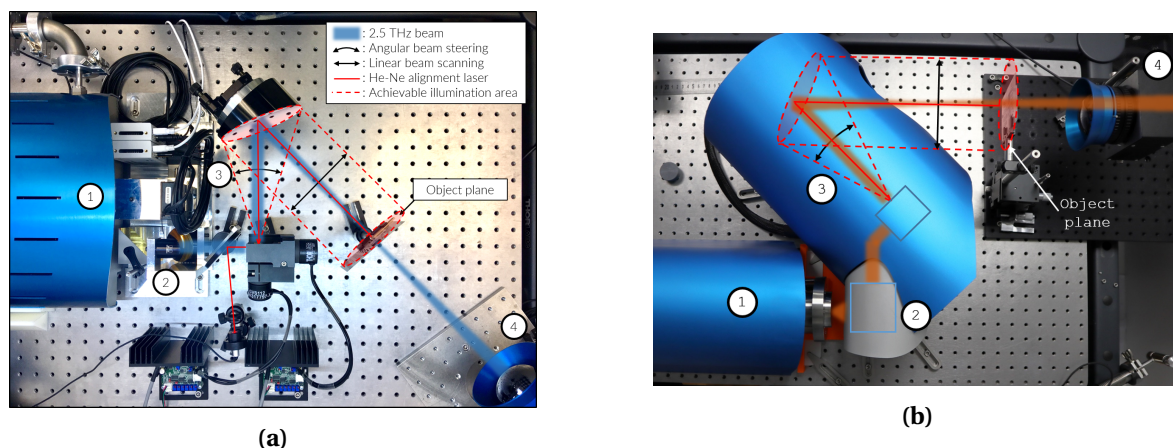 : 2.5 THz beam
: Angular beam steering
: Linear beam scanning
: He-Ne alignment laser
: Achievable illumination area
3
1
Object plane
2
4
(a)
4
3
Object
plane
1
2
(b)